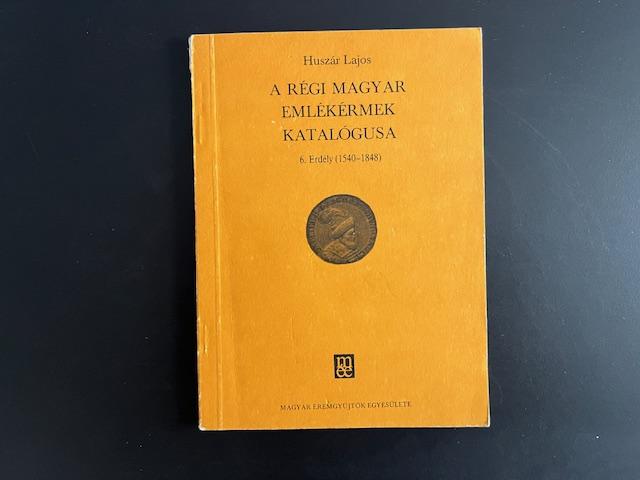 Huszár Lajos
A RÉGI MAGYAR
EMLÉKÉRMEK
KATALÓGUSA
6. Erdély (1540–1848)
mee
MAGYAR ÉREMGYŰJTŐK EGYESÜLETE